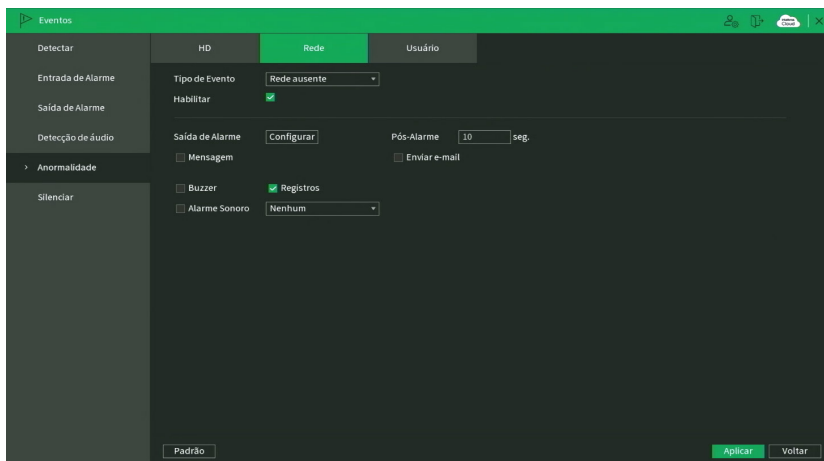 Eventos
Cloud
Detectar
HD
Rede
Usuário
Entrada de Alarme
Tipo de Evento
Rede ausente
Habilitar
Saída de Alarme
Saída de Alarme
Configurar
Pós-Alarme
10
seg.
Detecção de áudio
Mensagem
Enviar e-mail
Anormalidade
Buzzer
Registros
Silenciar
Alarme Sonoro
Nenhum
Padrão
Aplicar
Voltar